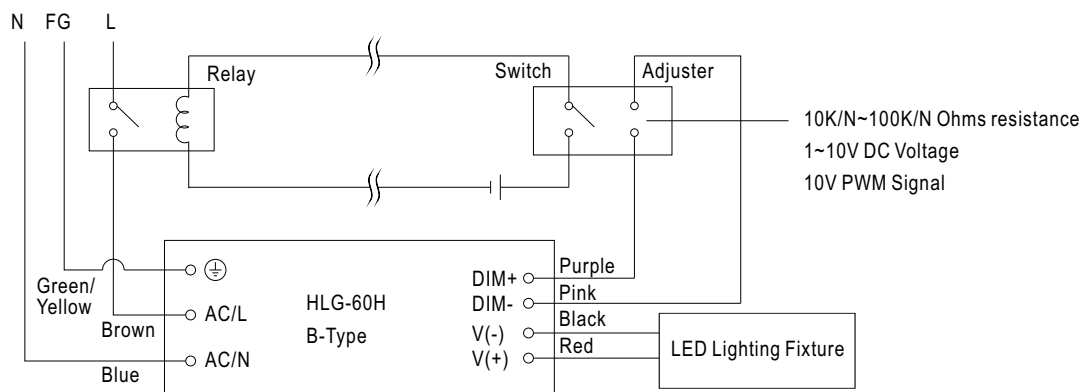 N FG L
Relay
Switch
Adjuster
10K/N~100K/N Ohms resistance
1~10V DC Voltage
10V PWM Signal
Green/
Yellow
Brown
Blue
AC/L
AC/N
HLG-60H
B-Type
DIM+
DIM-
V(-)
V(+)
Purple
Pink
Black
Red
LED Lighting Fixture